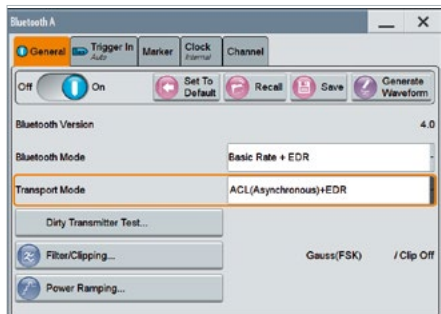 Bluetooth A
General Trigger In Auto Marker Clock Internal Channel
Off On Set To Default Recall Save Generate Waveform
Bluetooth Version 4.0
Bluetooth Mode Basic Rate + EDR
Transport Mode ACL(Asynchronous)+EDR
Dirty Transmitter Test...
Filter/Clipping... Gauss(FSK) / Clip Off
Power Ramping...